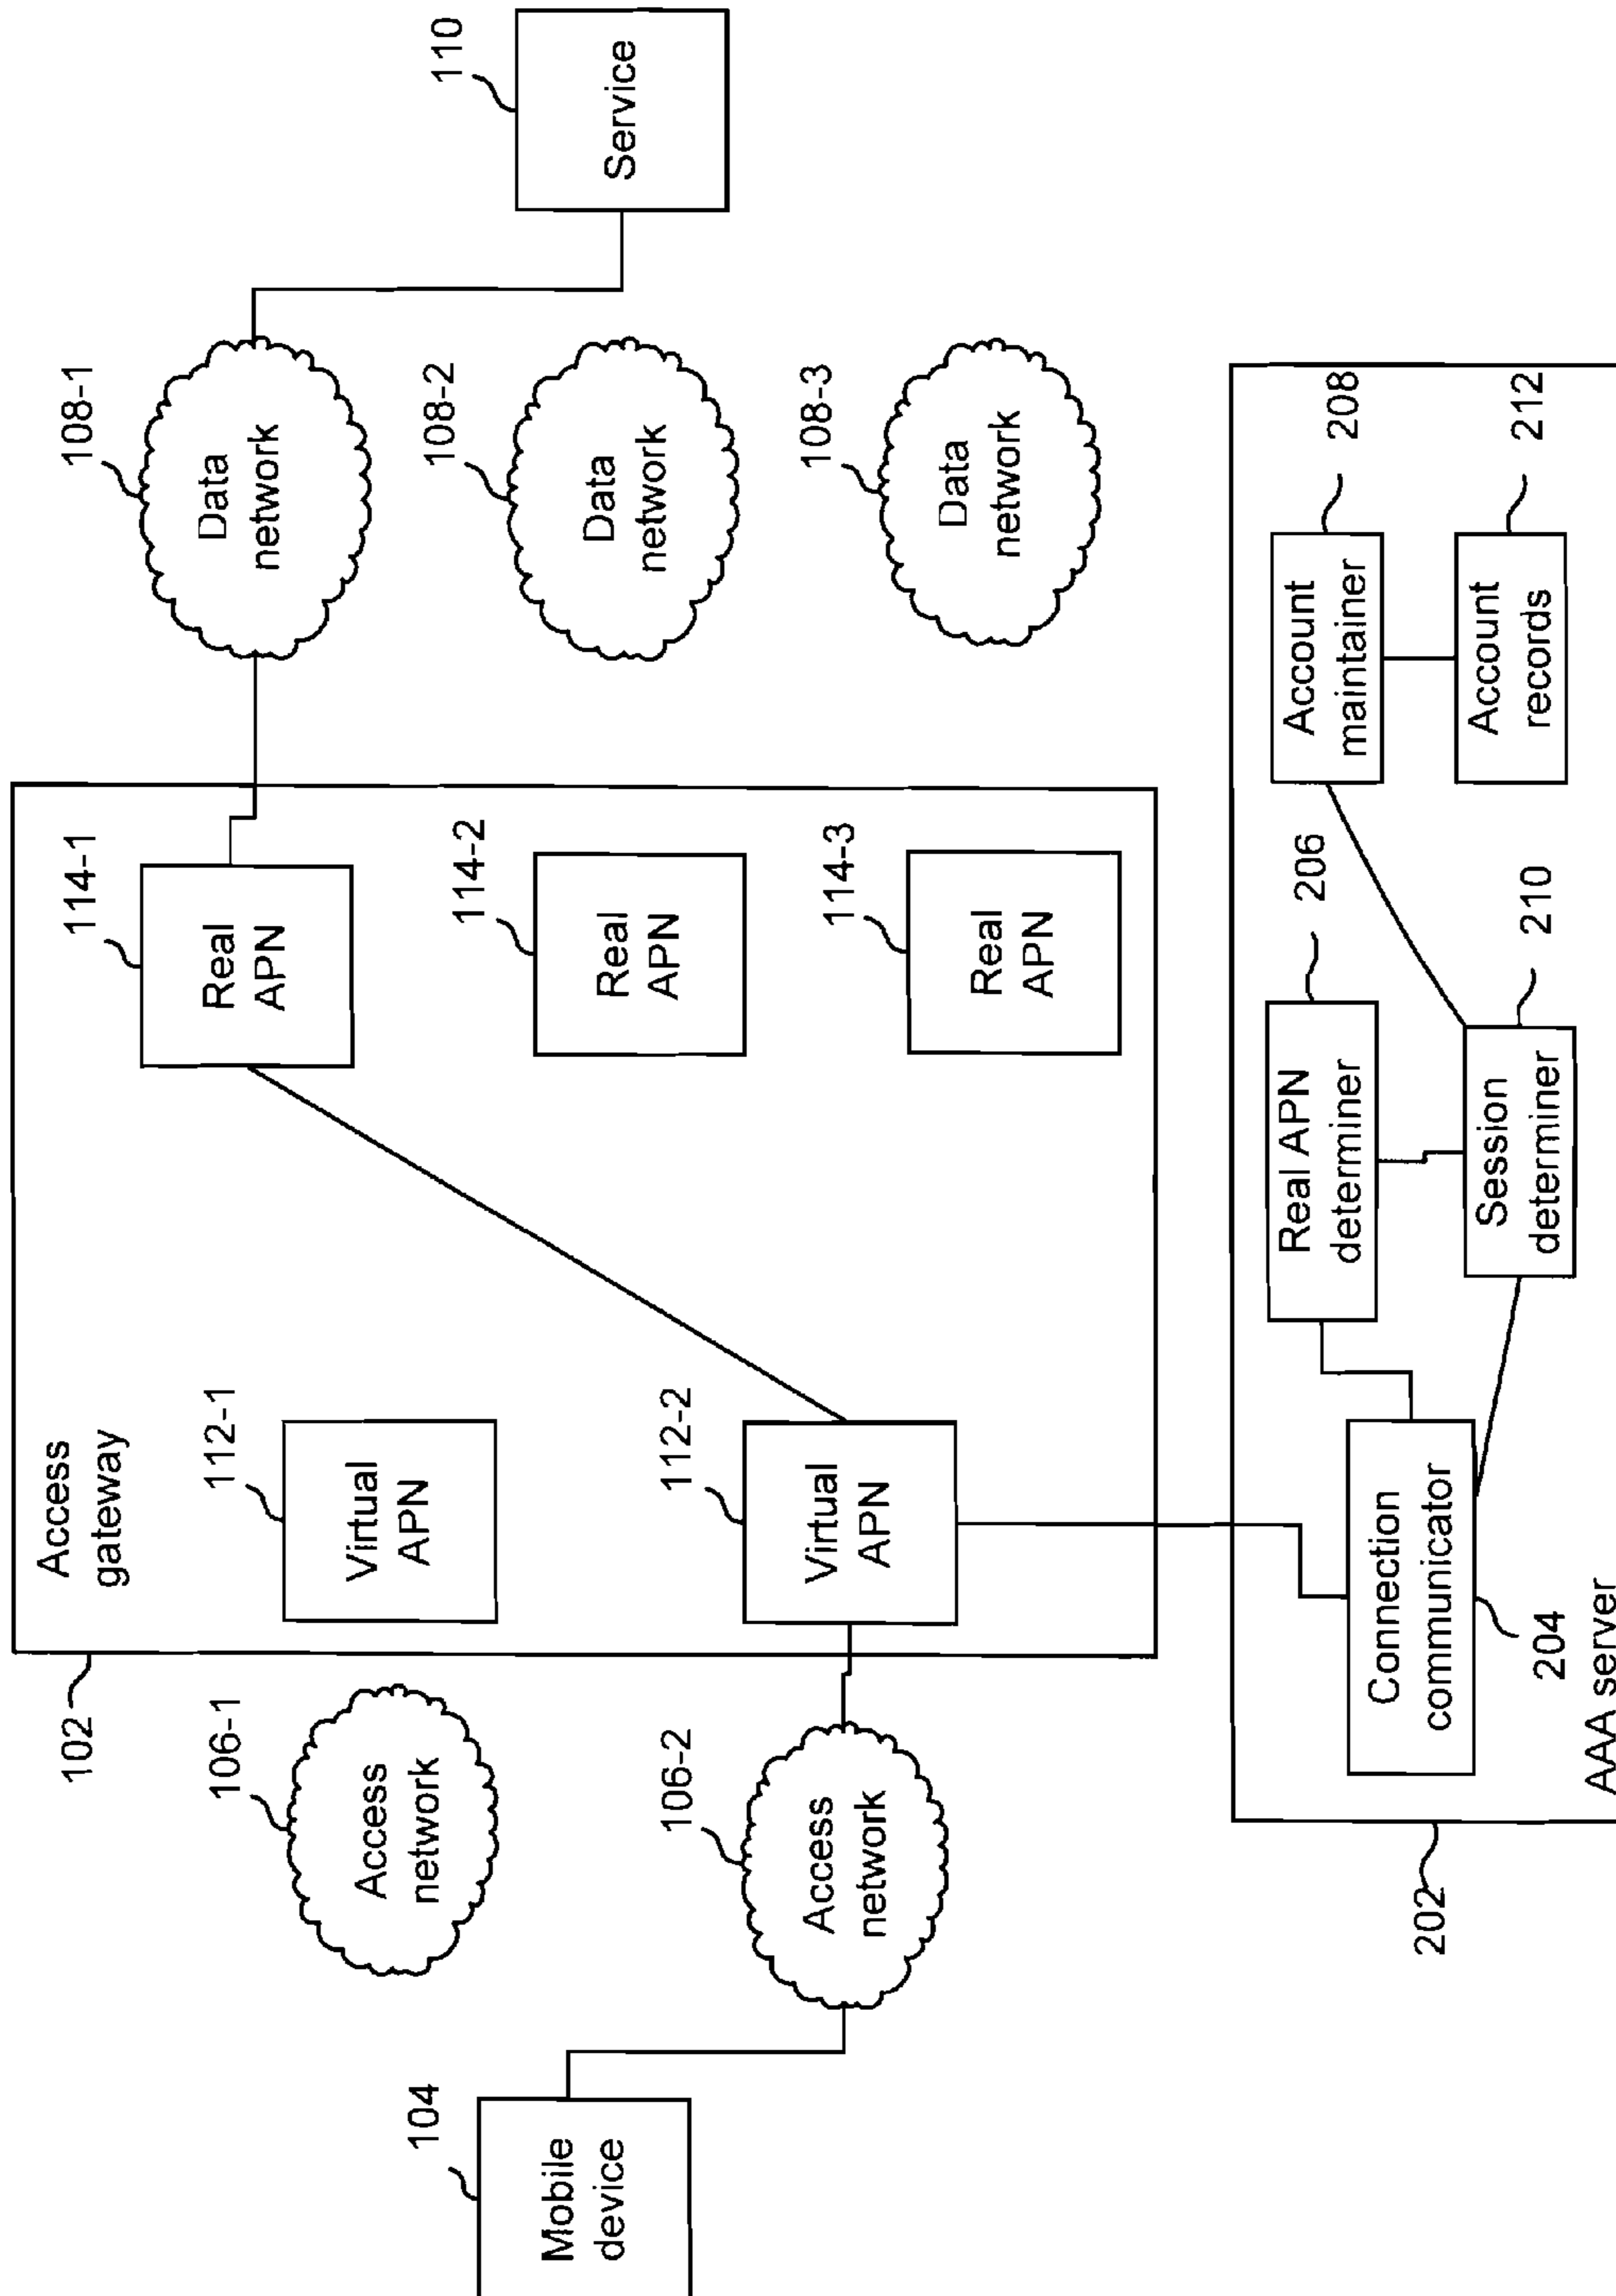 104
Mobile
device
106-1
Access
network
106-2
Access
network
102
Access
gateway
112-1
Virtual
APN
112-2
Virtual
APN
114-1
Real
APN
114-2
Real
APN
114-3
Real
APN
108-1
Data
network
108-2
Data
network
108-3
Data
network
110
Service
202
Connection
communicator
204
AAA server
Real APN
determiner
206
Session
determiner
210
Account
maintainer
208
Account
records
212